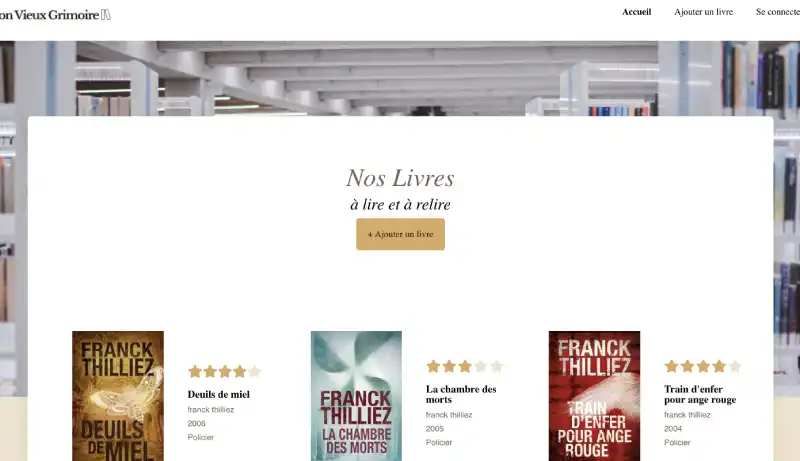 on Vieux Grimoire
Accueil
Ajouter un livre
Se connecte
Nos Livres
à lire et à relire
+ Ajouter un livre
FRANCK
THILLIEZ
DEUILS
DE MIEL
Deuils de miel
franck thilliez
2006
Policier
FRANCK
THILLIEZ
LA CHAMBRE
DES MORTS
La chambre des
morts
franck thilliez
2005
Policier
FRANCK
THILLIEZ
TRAIN
D'ENFER
POUR ANGE
ROUGE
Train d'enfer
pour ange rouge
franck thilliez
2004
Policier